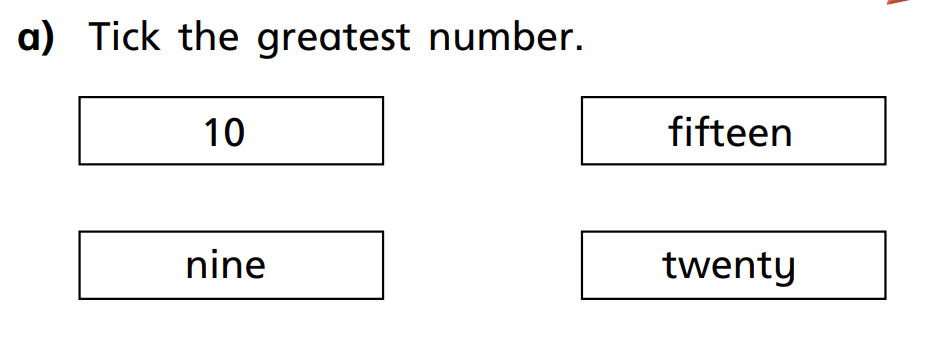 a) Tick the greatest number.
10 fifteen
nine twenty